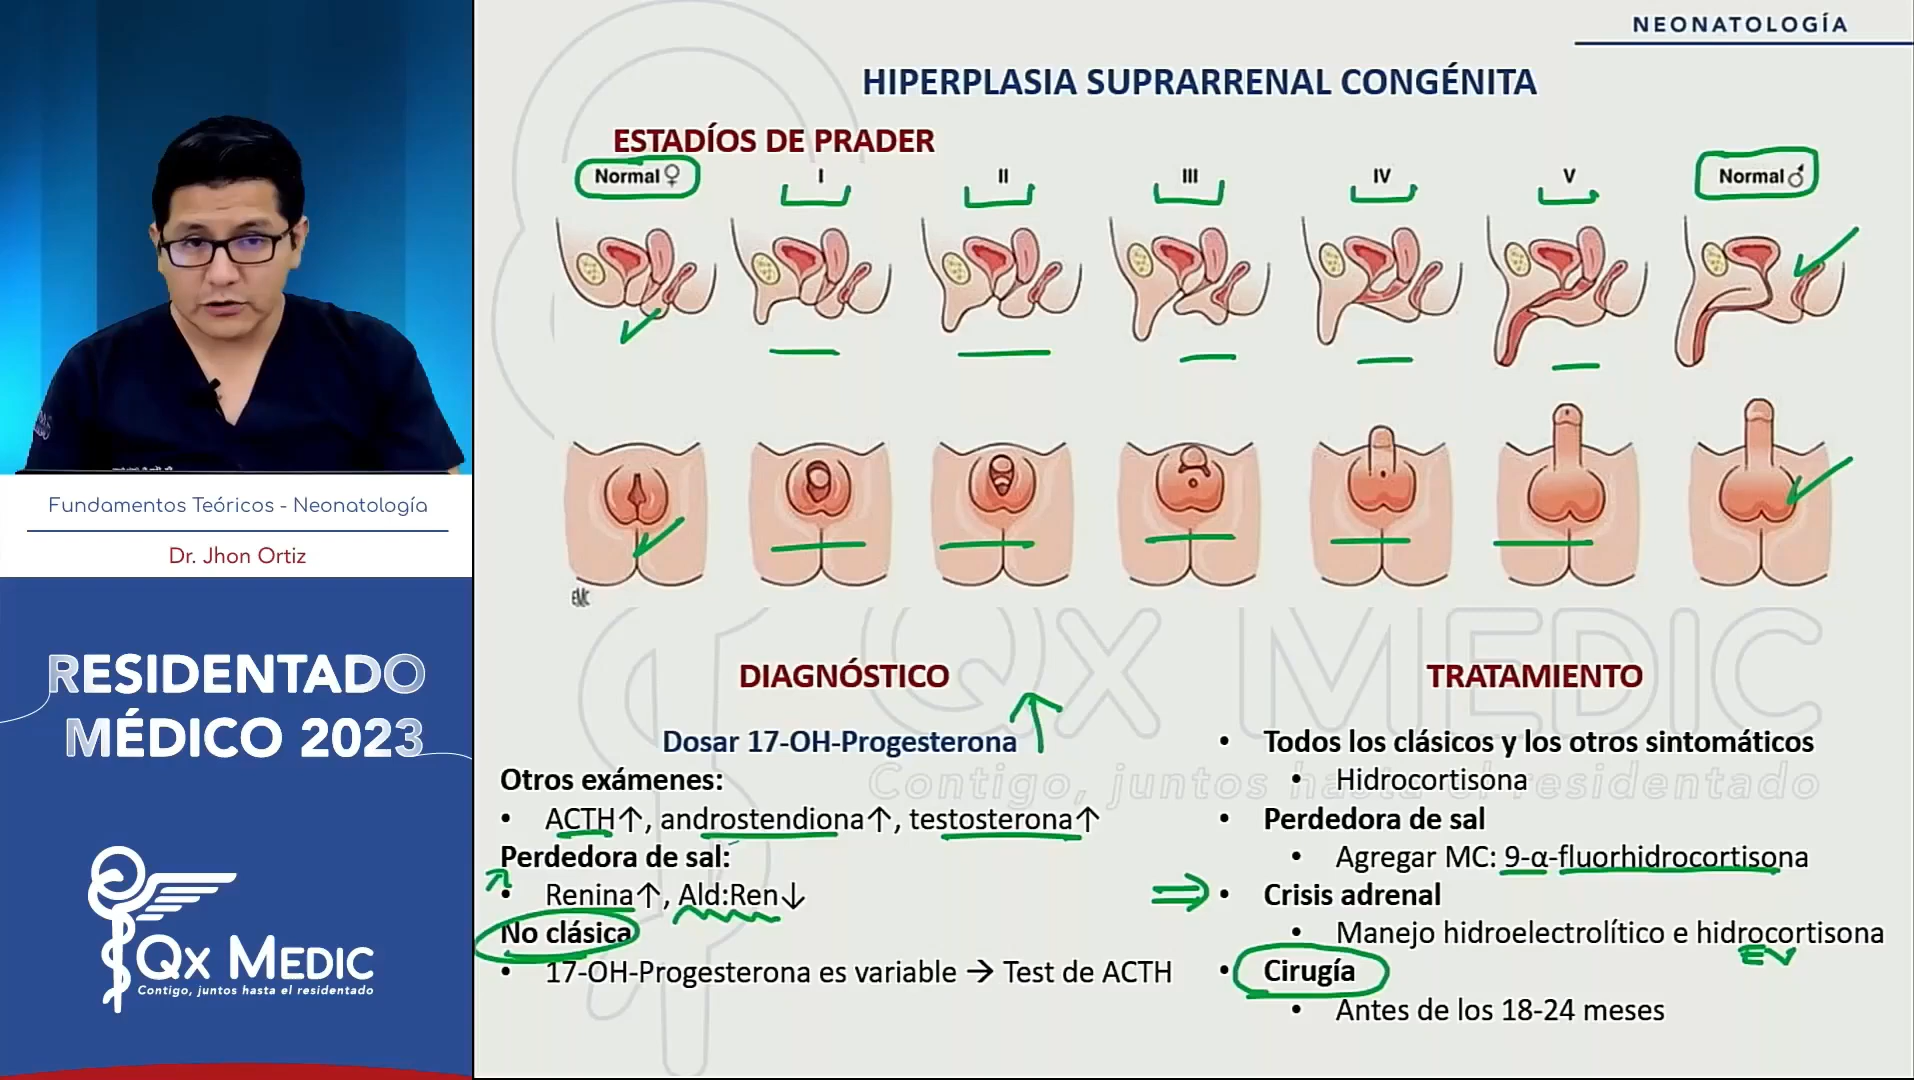 NEONATOLOGÍA
HIPERPLASIA SUPRARRENAL CONGÉNITA
ESTADÍOS DE PRADER
Normal ♀ I II III IV V Normal ♂
EMC
Fundamentos Teóricos - Neonatología
Dr. Jhon Ortiz
RESIDENTADO
MÉDICO 2023
QX MEDIC
Contigo, juntos hasta el residentado
QX MEDIC
Contigo, juntos hasta el residentado
DIAGNÓSTICO
Dosar 17-OH-Progesterona
Otros exámenes:
• ACTH↑, androstendiona↑, testosterona↑
Perdedora de sal:
• Renina↑, Ald:Ren↓
No clásica
• 17-OH-Progesterona es variable → Test de ACTH
TRATAMIENTO
• Todos los clásicos y los otros sintomáticos
• Hidrocortisona
• Perdedora de sal
• Agregar MC: 9-α-fluorhidrocortisona
• Crisis adrenal
• Manejo hidroelectrolítico e hidrocortisona
EV
• Cirugía
• Antes de los 18-24 meses